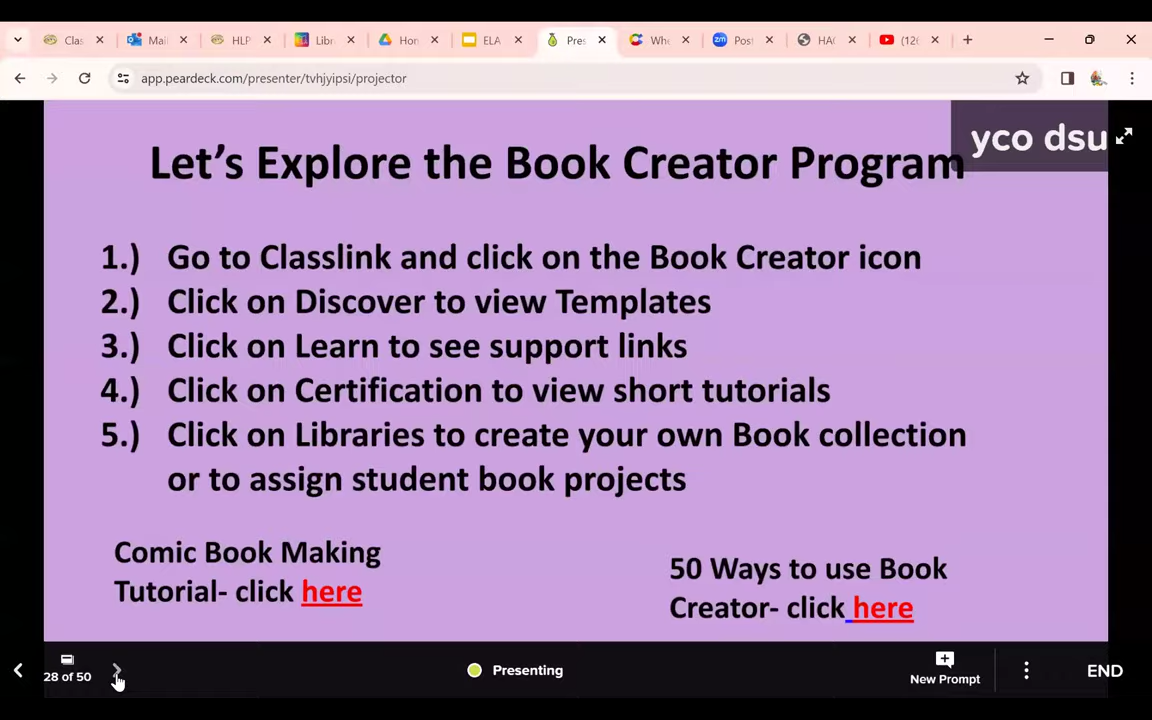 Clas
Mail
HLP
Libr
Hon
ELA
Pres
Whe
Post
HAC
(12(
app.peardeck.com/presenter/tvhjyipsi/projector
yco dsu
Let's Explore the Book Creator Program
1.) Go to Classlink and click on the Book Creator icon
2.) Click on Discover to view Templates
3.) Click on Learn to see support links
4.) Click on Certification to view short tutorials
5.) Click on Libraries to create your own Book collection
or to assign student book projects
Comic Book Making
Tutorial- click here
50 Ways to use Book
Creator- click here
28 of 50
Presenting
New Prompt
END